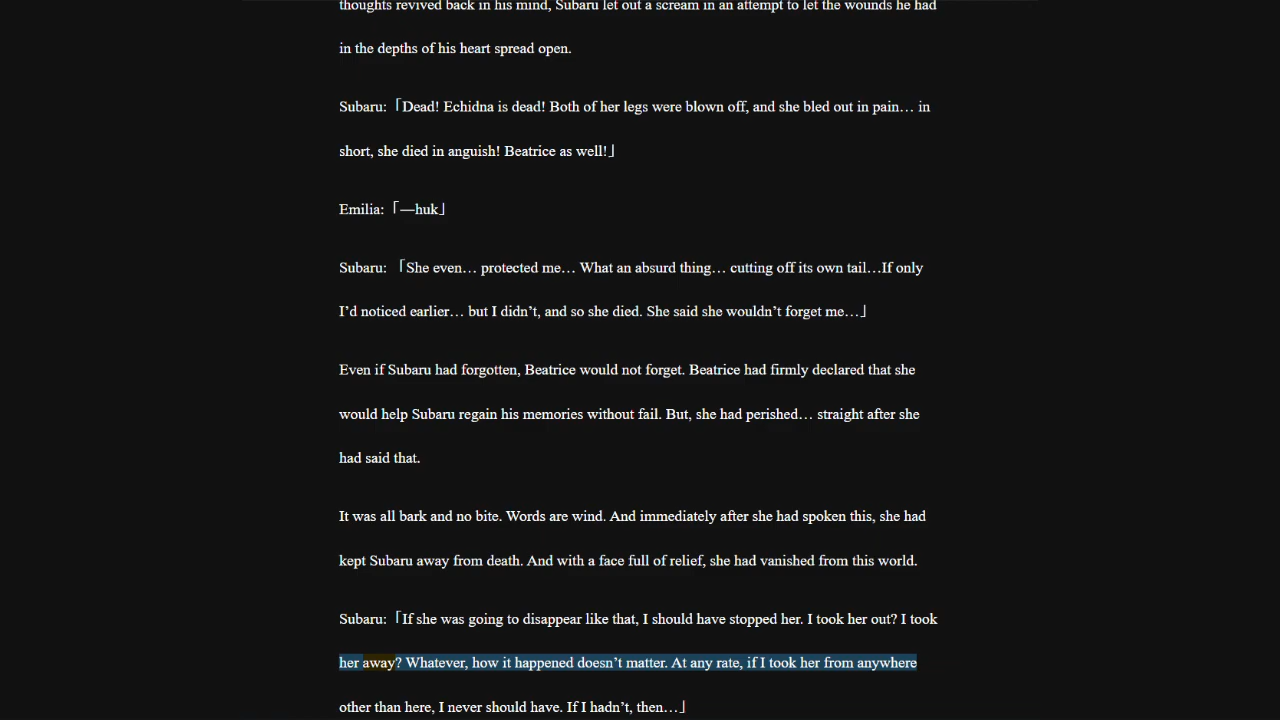 thoughts revived back in his mind, Subaru let out a scream in an attempt to let the wounds he had
in the depths of his heart spread open.
Subaru:「Dead! Echidna is dead! Both of her legs were blown off, and she bled out in pain… in
short, she died in anguish! Beatrice as well!」
Emilia:「—huk」
Subaru: 「She even… protected me… What an absurd thing… cutting off its own tail…If only
I’d noticed earlier… but I didn’t, and so she died. She said she wouldn’t forget me…」
Even if Subaru had forgotten, Beatrice would not forget. Beatrice had firmly declared that she
would help Subaru regain his memories without fail. But, she had perished… straight after she
had said that.
It was all bark and no bite. Words are wind. And immediately after she had spoken this, she had
kept Subaru away from death. And with a face full of relief, she had vanished from this world.
Subaru:「If she was going to disappear like that, I should have stopped her. I took her out? I took
her away? Whatever, how it happened doesn’t matter. At any rate, if I took her from anywhere
other than here, I never should have. If I hadn’t, then…」